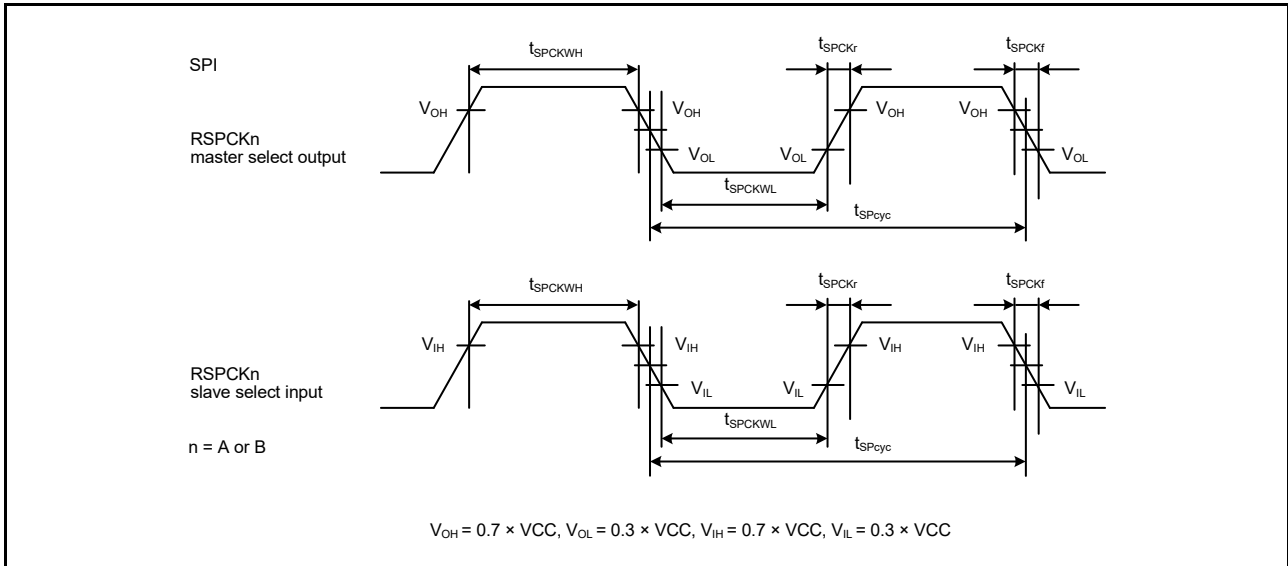 SPI
tSPCKWH
tSPCKr
tSPCKf
VOH
VOH
VOH
VOH
RSPCKn
master select output
VOL
VOL
VOL
tSPCKWL
tSPcyc
tSPCKWH
tSPCKr
tSPCKf
VIH
VIH
VIH
VIH
RSPCKn
slave select input
VIL
VIL
VIL
tSPCKWL
n = A or B
tSPcyc
VOH = 0.7 × VCC, VOL = 0.3 × VCC, VIH = 0.7 × VCC, VIL = 0.3 × VCC